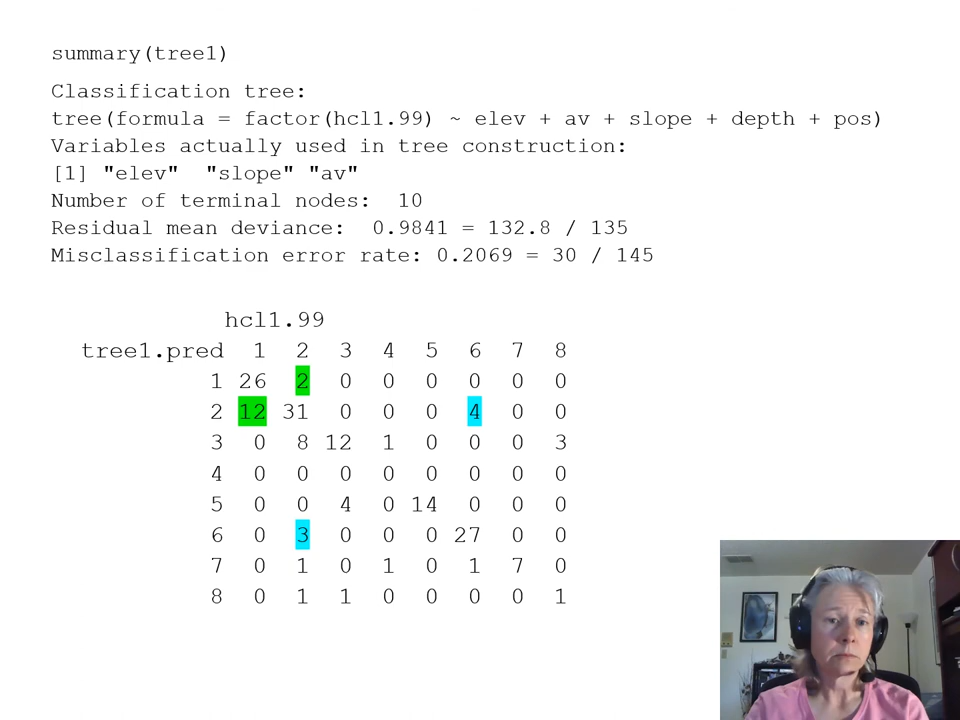 summary(tree1)
Classification tree:
tree(formula = factor(hcl1.99) ~ elev + av + slope + depth + pos)
Variables actually used in tree construction:
[1] "elev"  "slope" "av"
Number of terminal nodes:  10
Residual mean deviance:  0.9841 = 132.8 / 135
Misclassification error rate: 0.2069 = 30 / 145
hcl1.99
tree1.pred  1  2  3  4  5  6  7  8
1 26  2  0  0  0  0  0  0
2 12 31  0  0  0  4  0  0
3  0  8 12  1  0  0  0  3
4  0  0  0  0  0  0  0  0
5  0  0  4  0 14  0  0  0
6  0  3  0  0  0 27  0  0
7  0  1  0  1  0  1  7  0
8  0  1  1  0  0  0  0  1